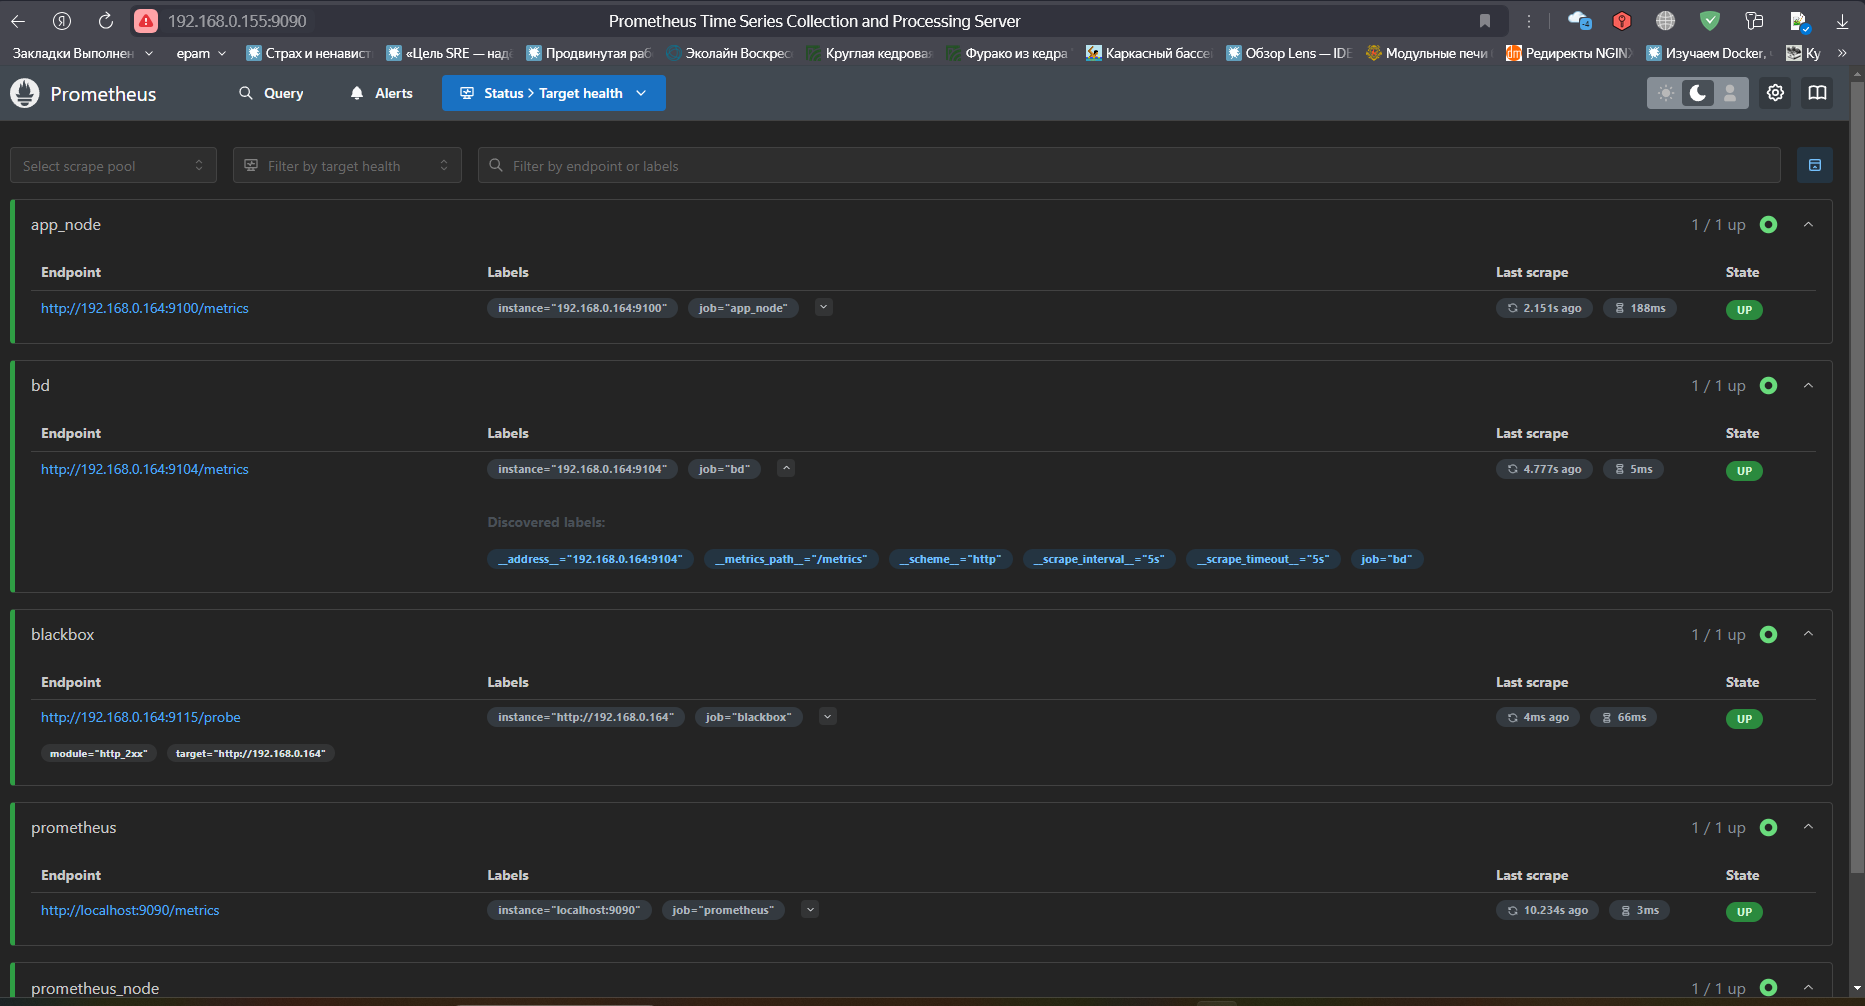 192.168.0.155:9090 Prometheus Time Series Collection and Processing Server
Закладки Выполнен epam Страх и ненавист «Цель SRE — над Продвинутая раб Эколайн Воскрес Круглая кедрова Фурако из кедра Каркасный бассе Обзор Lens — IDE Модульные печи Редиректы NGIN Изучаем Docker, Ку »
Prometheus Query Alerts Status > Target health
Select scrape pool Filter by target health Filter by endpoint or labels
app_node 1 / 1 up
Endpoint Labels Last scrape State
http://192.168.0.164:9100/metrics instance="192.168.0.164:9100" job="app_node" 2.151s ago 188ms UP
bd 1 / 1 up
Endpoint Labels Last scrape State
http://192.168.0.164:9104/metrics instance="192.168.0.164:9104" job="bd" 4.777s ago 5ms UP
Discovered labels:
__address__="192.168.0.164:9104" __metrics_path__="/metrics" __scheme__="http" __scrape_interval__="5s" __scrape_timeout__="5s" job="bd"
blackbox 1 / 1 up
Endpoint Labels Last scrape State
http://192.168.0.164:9115/probe instance="http://192.168.0.164" job="blackbox" 4ms ago 66ms UP
module="http_2xx" target="http://192.168.0.164"
prometheus 1 / 1 up
Endpoint Labels Last scrape State
http://localhost:9090/metrics instance="localhost:9090" job="prometheus" 10.234s ago 3ms UP
prometheus_node 1 / 1 up